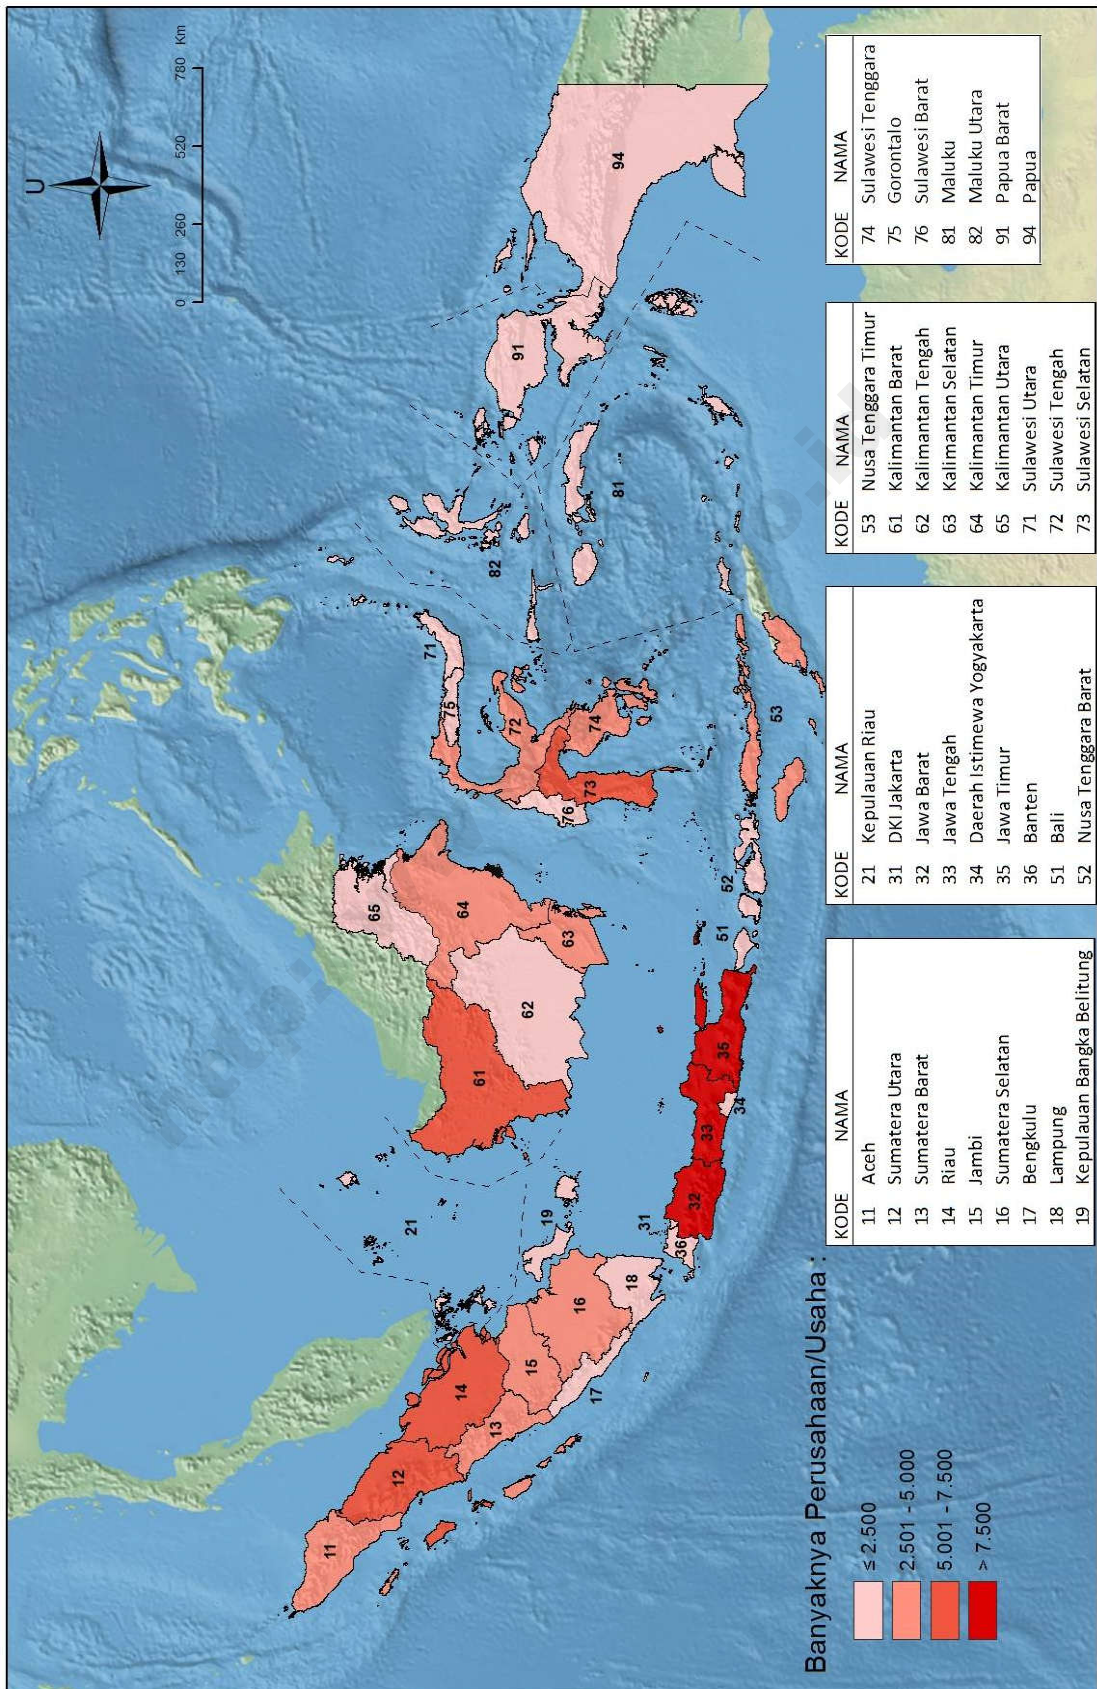 U
0 130 260 520 780 Km
11
12
13
14
15
16
17
18
19
21
31
32
33
34
35
36
51
52
53
61
62
63
64
65
71
72
73
74
75
76
81
82
91
94
Banyaknya Perusahaan/Usaha :
≤ 2.500
2.501 - 5.000
5.001 - 7.500
> 7.500
KODE NAMA
11 Aceh
12 Sumatera Utara
13 Sumatera Barat
14 Riau
15 Jambi
16 Sumatera Selatan
17 Bengkulu
18 Lampung
19 Kepulauan Bangka Belitung
KODE NAMA
21 Kepulauan Riau
31 DKI Jakarta
32 Jawa Barat
33 Jawa Tengah
34 Daerah Istimewa Yogyakarta
35 Jawa Timur
36 Banten
51 Bali
52 Nusa Tenggara Barat
KODE NAMA
53 Nusa Tenggara Timur
61 Kalimantan Barat
62 Kalimantan Tengah
63 Kalimantan Selatan
64 Kalimantan Timur
65 Kalimantan Utara
71 Sulawesi Utara
72 Sulawesi Tengah
73 Sulawesi Selatan
KODE NAMA
74 Sulawesi Tenggara
75 Gorontalo
76 Sulawesi Barat
81 Maluku
82 Maluku Utara
91 Papua Barat
94 Papua